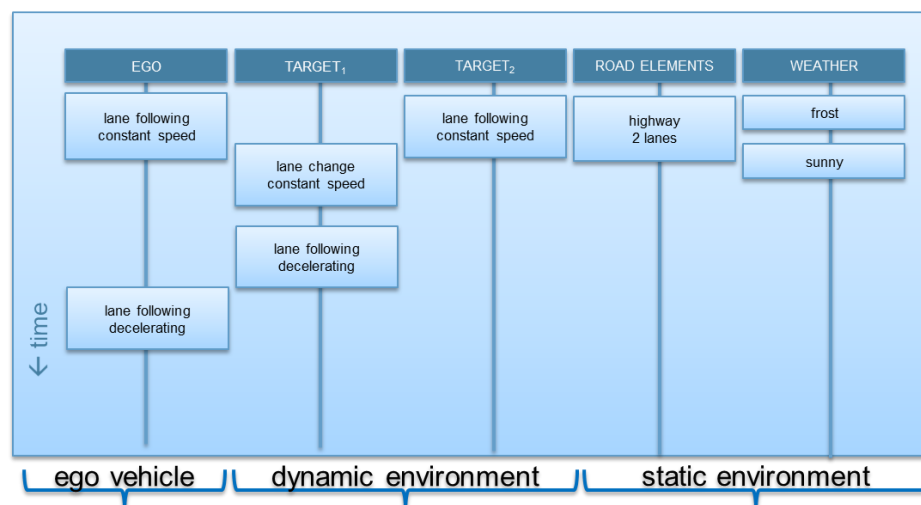 EGO
TARGET₁
TARGET₂
ROAD ELEMENTS
WEATHER
lane following
constant speed
lane change
constant speed
lane following
decelerating
lane following
decelerating
lane following
constant speed
highway
2 lanes
frost
sunny
← time
ego vehicle
dynamic environment
static environment